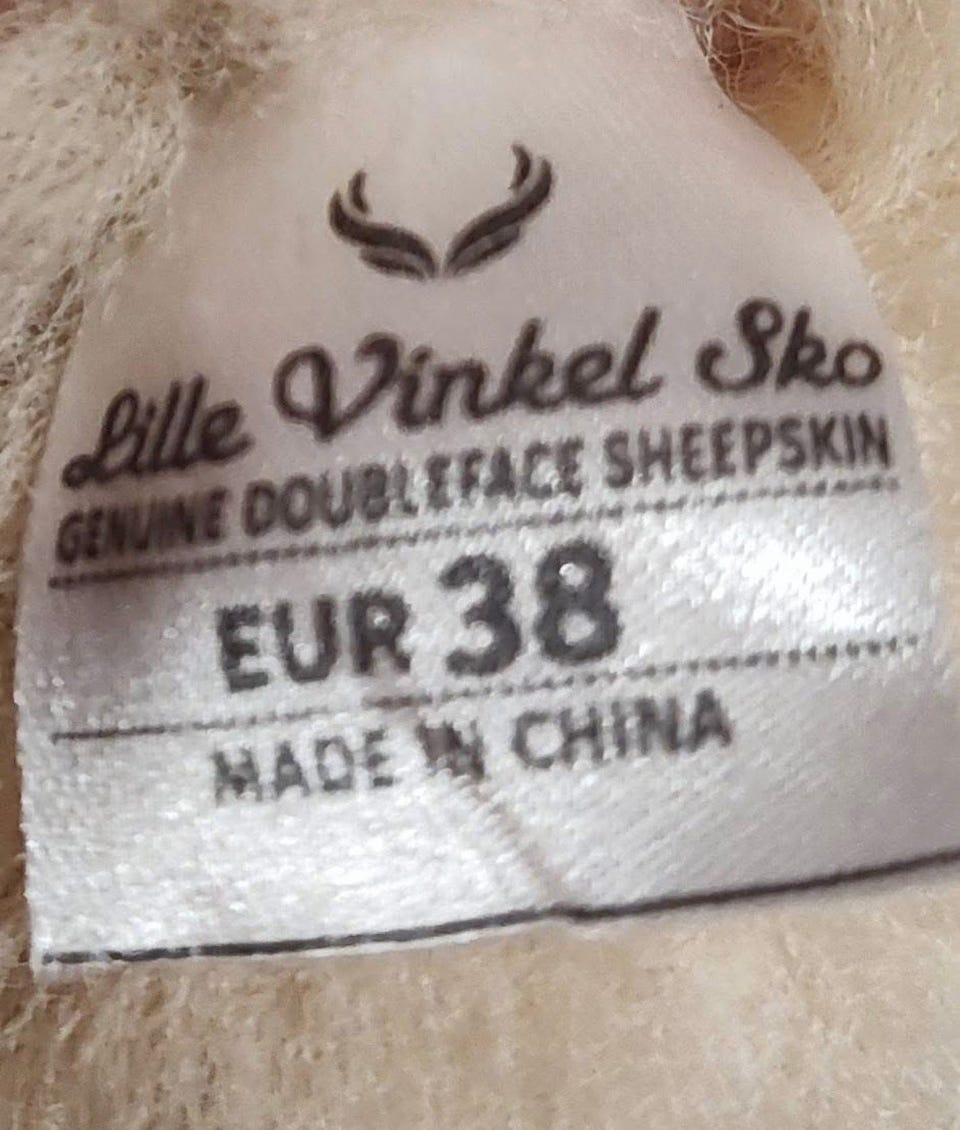 Lille Vinkel Sko
GENUINE DOUBLEFACE SHEEPSKIN
EUR 38
MADE IN CHINA